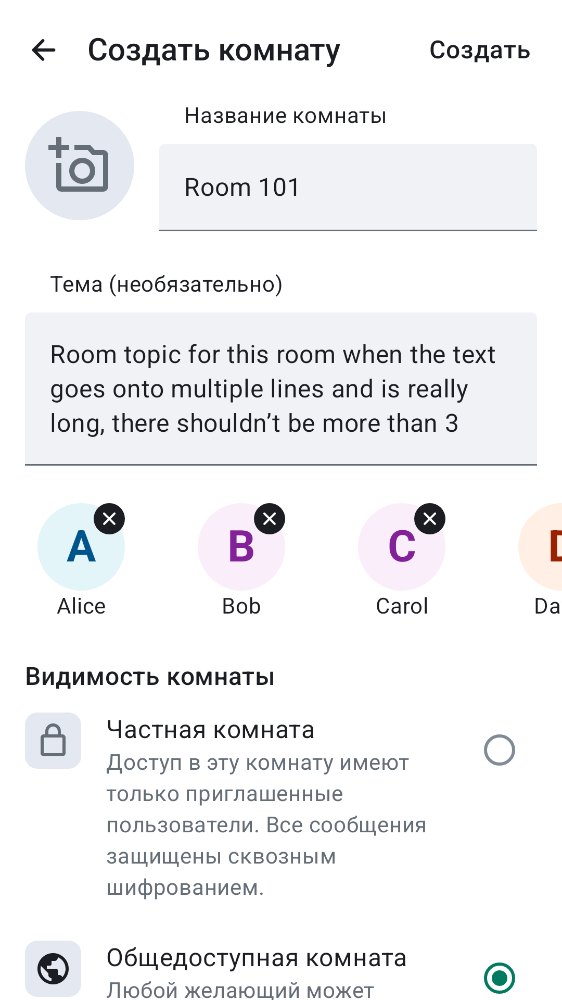 Создать комнату
Создать
Название комнаты
Room 101
Тема (необязательно)
Room topic for this room when the text
goes onto multiple lines and is really
long, there shouldn’t be more than 3
A
B
C
D
Alice
Bob
Carol
Da
Видимость комнаты
Частная комната
Доступ в эту комнату имеют
только приглашенные
пользователи. Все сообщения
защищены сквозным
шифрованием.
Общедоступная комната
Любой желающий может